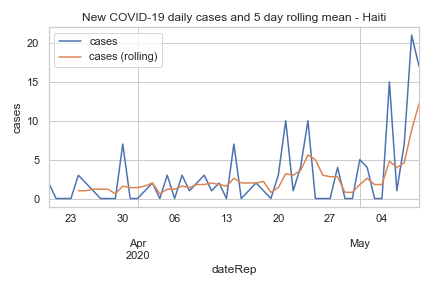 New COVID-19 daily cases and 5 day rolling mean - Haiti
cases
cases (rolling)
cases
20
15
10
5
0
23
30
06
13
20
27
04
Apr
2020
May
dateRep